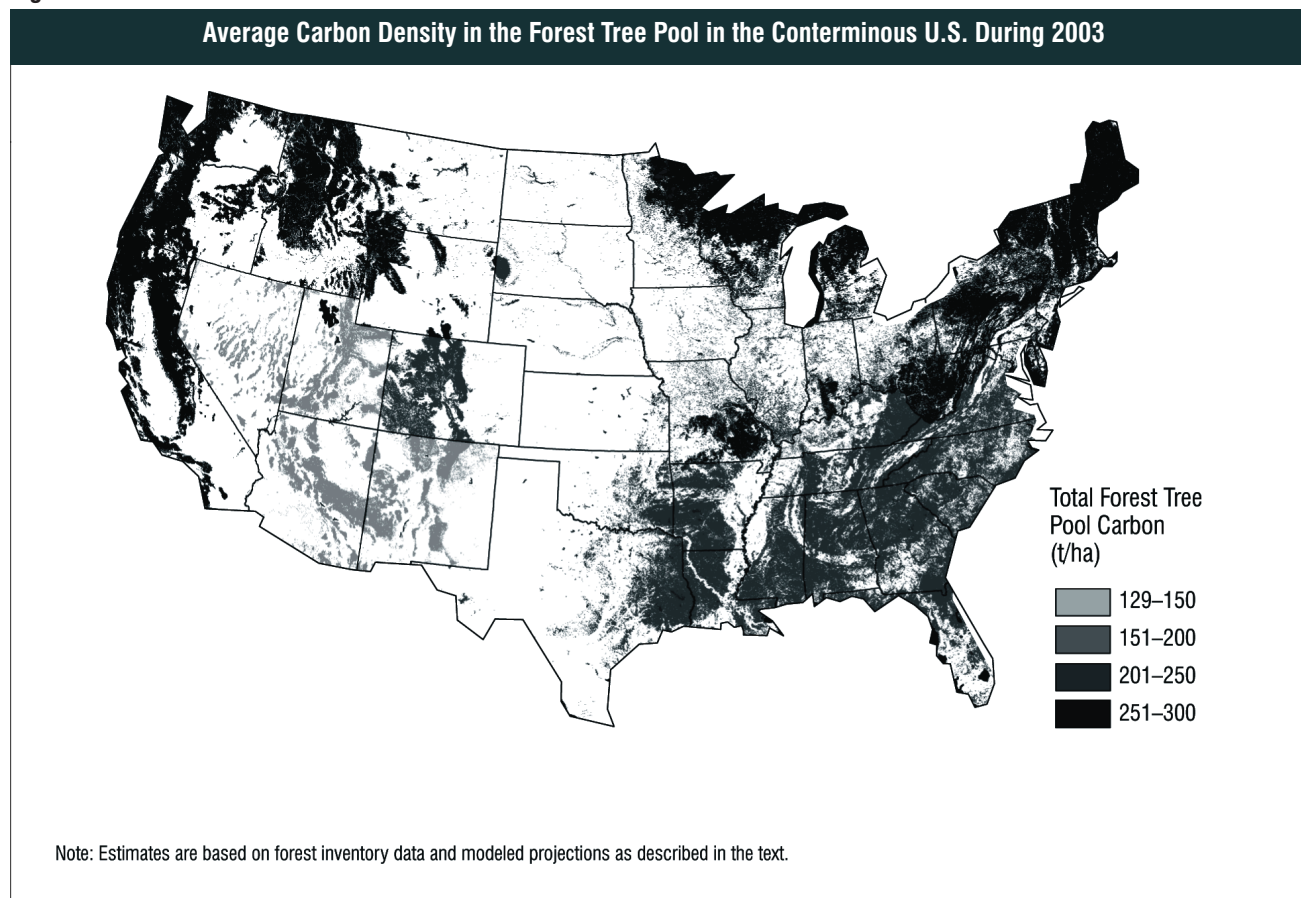 Average Carbon Density in the Forest Tree Pool in the Conterminous U.S. During 2003
Total Forest Tree
Pool Carbon
(t/ha)
129–150
151–200
201–250
251–300
Note: Estimates are based on forest inventory data and modeled projections as described in the text.